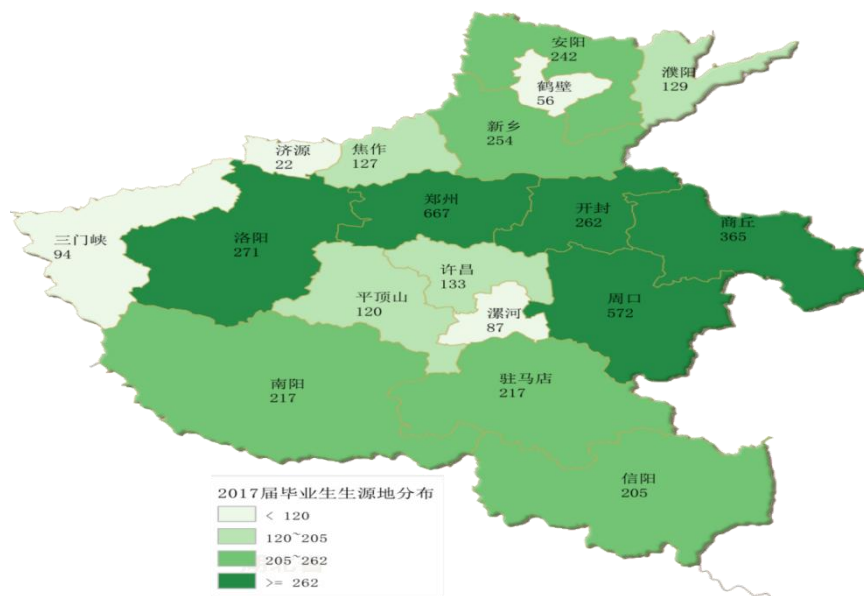 安阳
242
濮阳
129
鹤壁
56
新乡
254
济源
22
焦作
127
郑州
667
开封
262
商丘
365
三门峡
94
洛阳
271
许昌
133
平顶山
120
漯河
87
周口
572
南阳
217
驻马店
217
信阳
205
2017届毕业生生源地分布
< 120
120~205
205~262
>= 262